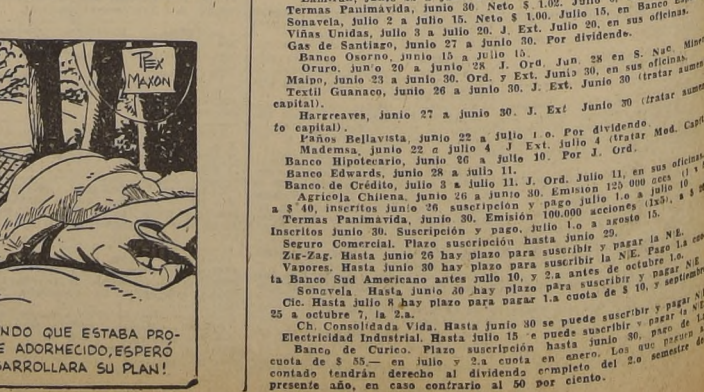 REX
MAXON
NDO QUE ESTABA PRO-
E ADORMECIDO, ESPERÓ
ARROLLARA SU PLAN!
Termas Panimávida, junio 30. Neto $ 1.02.
Sonavela, julio 2 a julio 15. Neto $ 1.00. Julio 15, en Banco
Viñas Unidas, julio 3 a julio 20. J. Ext. Julio 20, en sus oficinas.
Gas de Santiago, junio 27 a junio 30. Por dividendo.
Banco Osorno, junio 15 a julio 15.
Oruro, junio 20 a junio 28 J. Ord. Jun. 28 en S. Nac.
Maipo, junio 23 a junio 30. Ord. y Ext. Junio 30, en sus oficinas.
Textil Guanaco, junio 26 a junio 30. J. Ext. Junio 30 (tratar
capital).
Hargreaves, junio 27 a junio 30. J. Ext Junio 30 (tratar
to capital).
Paños Bellavista, junio 22 a julio 1.o. Por dividendo.
Mademsa, junio 22 a julio 4 J Ext. julio 4 (tratar Mod.
Banco Hipotecario, junio 26 a julio 10. Por J. Ord.
Banco Edwards, junio 28 a julio 11.
Banco de Crédito, julio 3 a julio 11. J. Ord. Julio 11, en sus oficinas.
Agrícola Chilena, junio 26 a junio 30. Emisión 125 000
a $ 40, inscritos junio 26 suscripción y pago julio 1.o a julio 10
Termas Panimávida, junio 30. Emisión 100.000 acciones (1x5), a $
Inscritos junio 30. Suscripción y pago, julio 1.o a agosto 15.
Seguro Comercial. Plazo suscripción hasta junio 29.
Zig-Zag. Hasta junio 26 hay plazo para suscribir y pagar la N|E.
Vapores. Hasta junio 30 hay plazo para suscribir la N|E. Pago 1.a
ta Banco Sud Americano antes julio 10, y 2.a antes de octubre 1.o.
Sonavela. Hasta junio 30 hay plazo para suscribir y pagar N|E
Cic. Hasta julio 8 hay plazo para pagar 1.a cuota de $ 10, y
25 a octubre 7, la 2.a.
Ch. Consolidada Vida. Hasta junio 30 se puede suscribir y pagar
Electricidad Industrial. Hasta julio 15 se puede suscribir y pagar la N|E
Banco de Curicó. Plazo suscripción hasta junio 30, pago de
cuota de $ 55,— en julio y 2.a cuota en enero. Los que paguen
contado tendrán derecho al dividendo completo del 2.o semestre
presente año, en caso contrario al 50 por ciento.